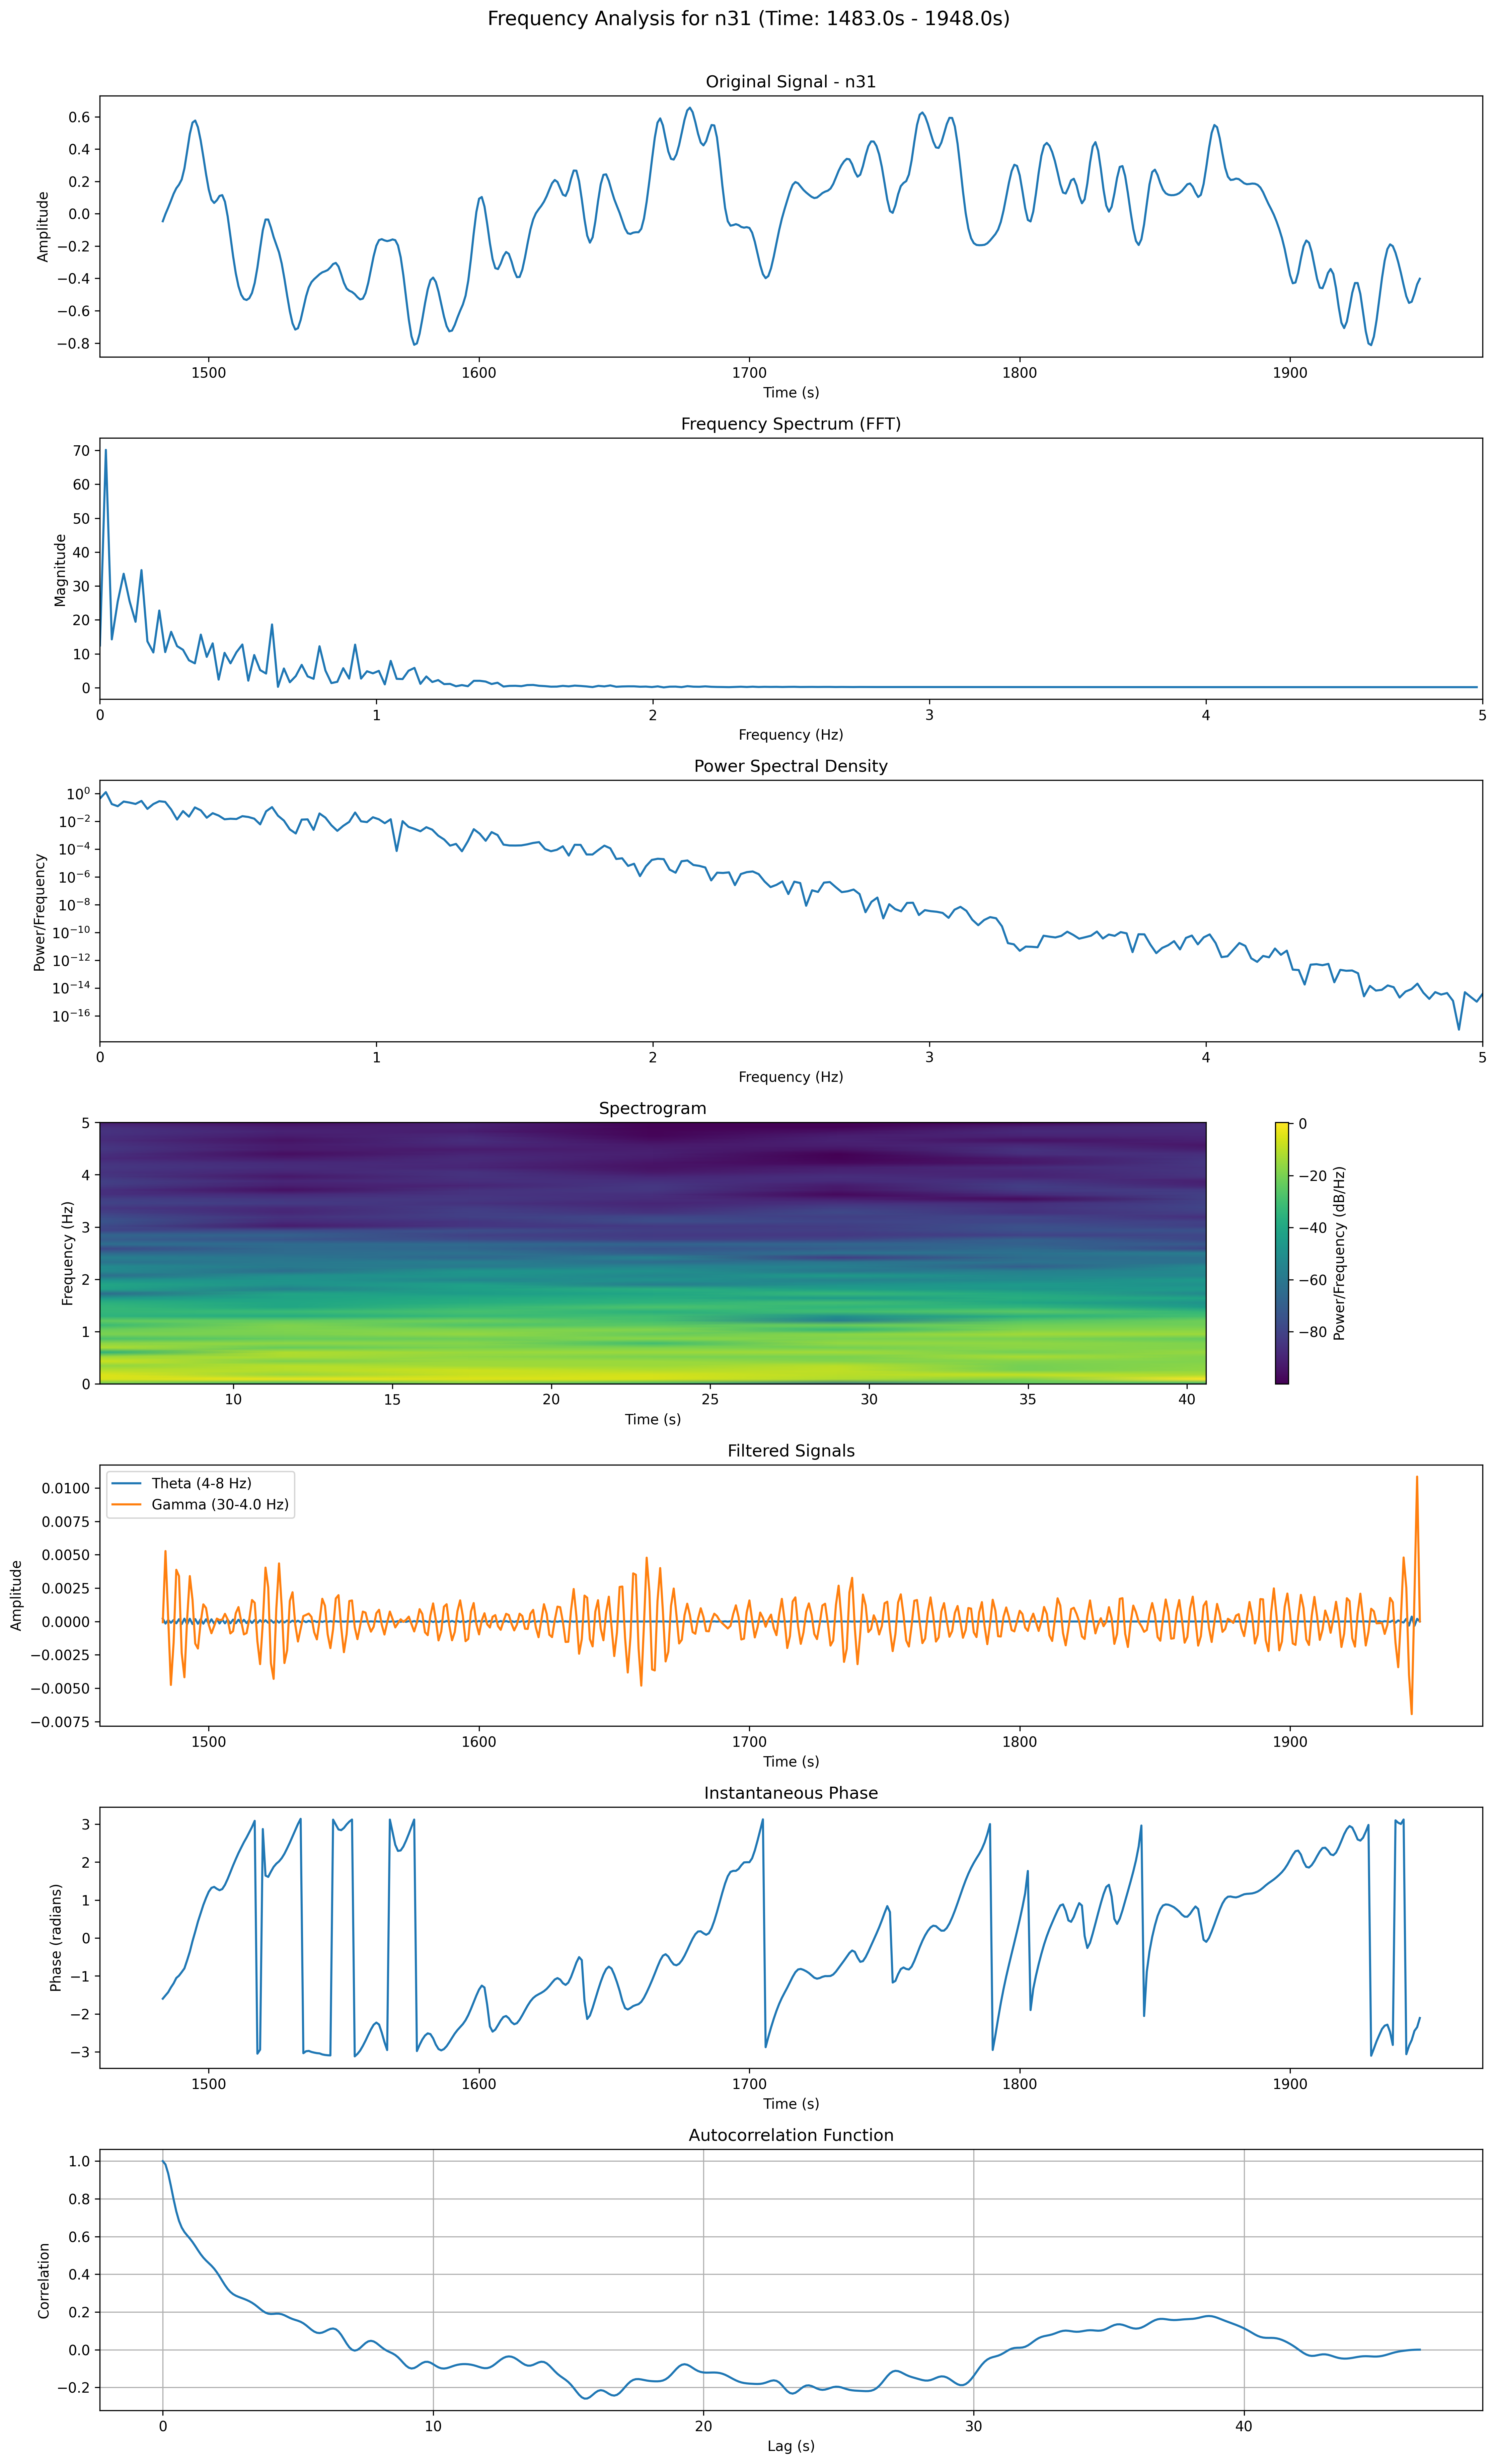 Frequency Analysis for n31 (Time: 1483.0s - 1948.0s)
Original Signal - n31
Amplitude
0.6
0.4
0.2
0.0
−0.2
−0.4
−0.6
−0.8
1500 1600 1700 1800 1900
Time (s)
Frequency Spectrum (FFT)
Magnitude
70
60
50
40
30
20
10
0
0 1 2 3 4 5
Frequency (Hz)
Power Spectral Density
Power/Frequency
10⁰
10⁻²
10⁻⁴
10⁻⁶
10⁻⁸
10⁻¹⁰
10⁻¹²
10⁻¹⁴
10⁻¹⁶
0 1 2 3 4 5
Frequency (Hz)
Spectrogram
Frequency (Hz)
5
4
3
2
1
0
10 15 20 25 30 35 40
Time (s)
0
−20
−40
−60
−80
Power/Frequency (dB/Hz)
Filtered Signals
Theta (4-8 Hz)
Gamma (30-4.0 Hz)
Amplitude
0.0100
0.0075
0.0050
0.0025
0.0000
−0.0025
−0.0050
−0.0075
1500 1600 1700 1800 1900
Time (s)
Instantaneous Phase
Phase (radians)
3
2
1
0
−1
−2
−3
1500 1600 1700 1800 1900
Time (s)
Autocorrelation Function
Correlation
1.0
0.8
0.6
0.4
0.2
0.0
−0.2
0 10 20 30 40
Lag (s)